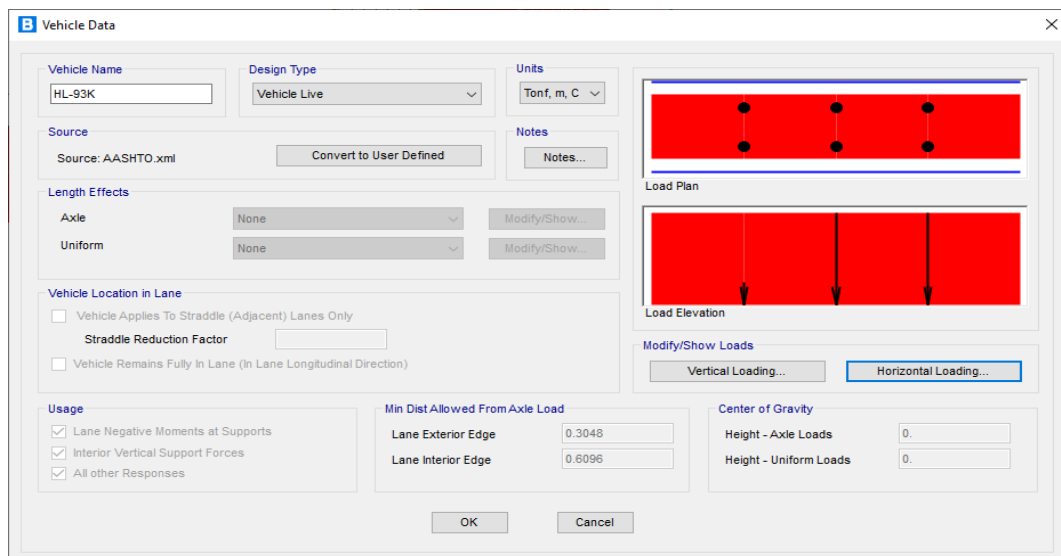 B Vehicle Data
Vehicle Name
HL-93K
Design Type
Vehicle Live
Units
Tonf, m, C
Source
Source: AASHTO.xml
Convert to User Defined
Notes
Notes...
Load Plan
Length Effects
Axle
None
Modify/Show...
Uniform
None
Modify/Show...
Load Elevation
Vehicle Location in Lane
Vehicle Applies To Straddle (Adjacent) Lanes Only
Straddle Reduction Factor
Vehicle Remains Fully In Lane (In Lane Longitudinal Direction)
Modify/Show Loads
Vertical Loading...
Horizontal Loading...
Usage
Lane Negative Moments at Supports
Interior Vertical Support Forces
All other Responses
Min Dist Allowed From Axle Load
Lane Exterior Edge
0.3048
Lane Interior Edge
0.6096
Center of Gravity
Height - Axle Loads
0.
Height - Uniform Loads
0.
OK
Cancel